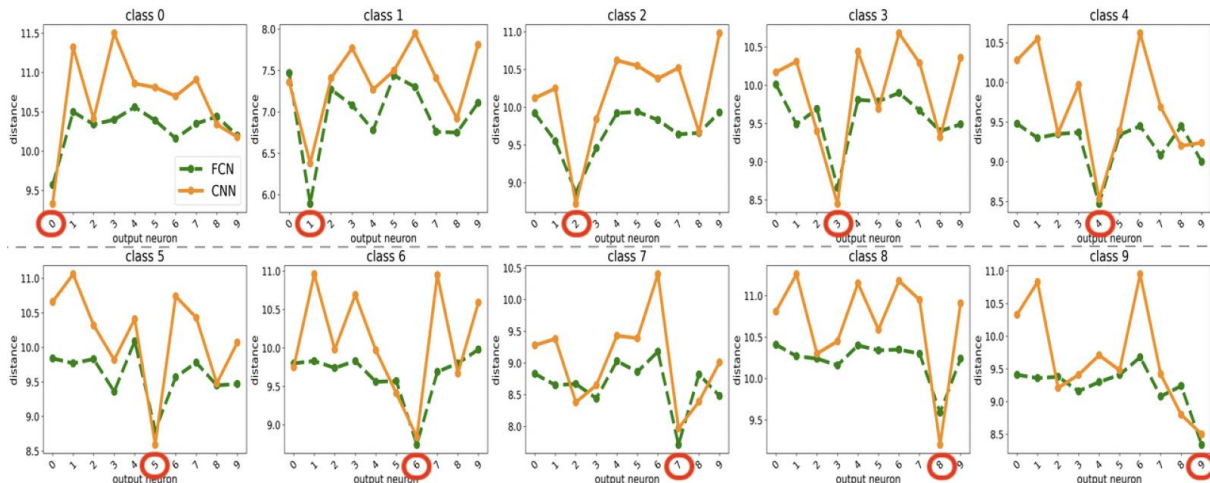 class 0
distance
11.5
11.0
10.5
10.0
9.5
FCN
CNN
0 1 2 3 4 5 6 7 8 9
output neuron
class 1
distance
8.0
7.5
7.0
6.5
6.0
0 1 2 3 4 5 6 7 8 9
output neuron
class 2
distance
11.0
10.5
10.0
9.5
9.0
0 1 2 3 4 5 6 7 8 9
output neuron
class 3
distance
10.5
10.0
9.5
9.0
8.5
0 1 2 3 4 5 6 7 8 9
output neuron
class 4
distance
10.5
10.0
9.5
9.0
8.5
0 1 2 3 4 5 6 7 8 9
output neuron
class 5
distance
11.0
10.5
10.0
9.5
9.0
8.5
0 1 2 3 4 5 6 7 8 9
output neuron
class 6
distance
11.0
10.5
10.0
9.5
9.0
0 1 2 3 4 5 6 7 8 9
output neuron
class 7
distance
10.5
10.0
9.5
9.0
8.5
8.0
0 1 2 3 4 5 6 7 8 9
output neuron
class 8
distance
11.0
10.5
10.0
9.5
0 1 2 3 4 5 6 7 8 9
output neuron
class 9
distance
11.0
10.5
10.0
9.5
9.0
8.5
0 1 2 3 4 5 6 7 8 9
output neuron